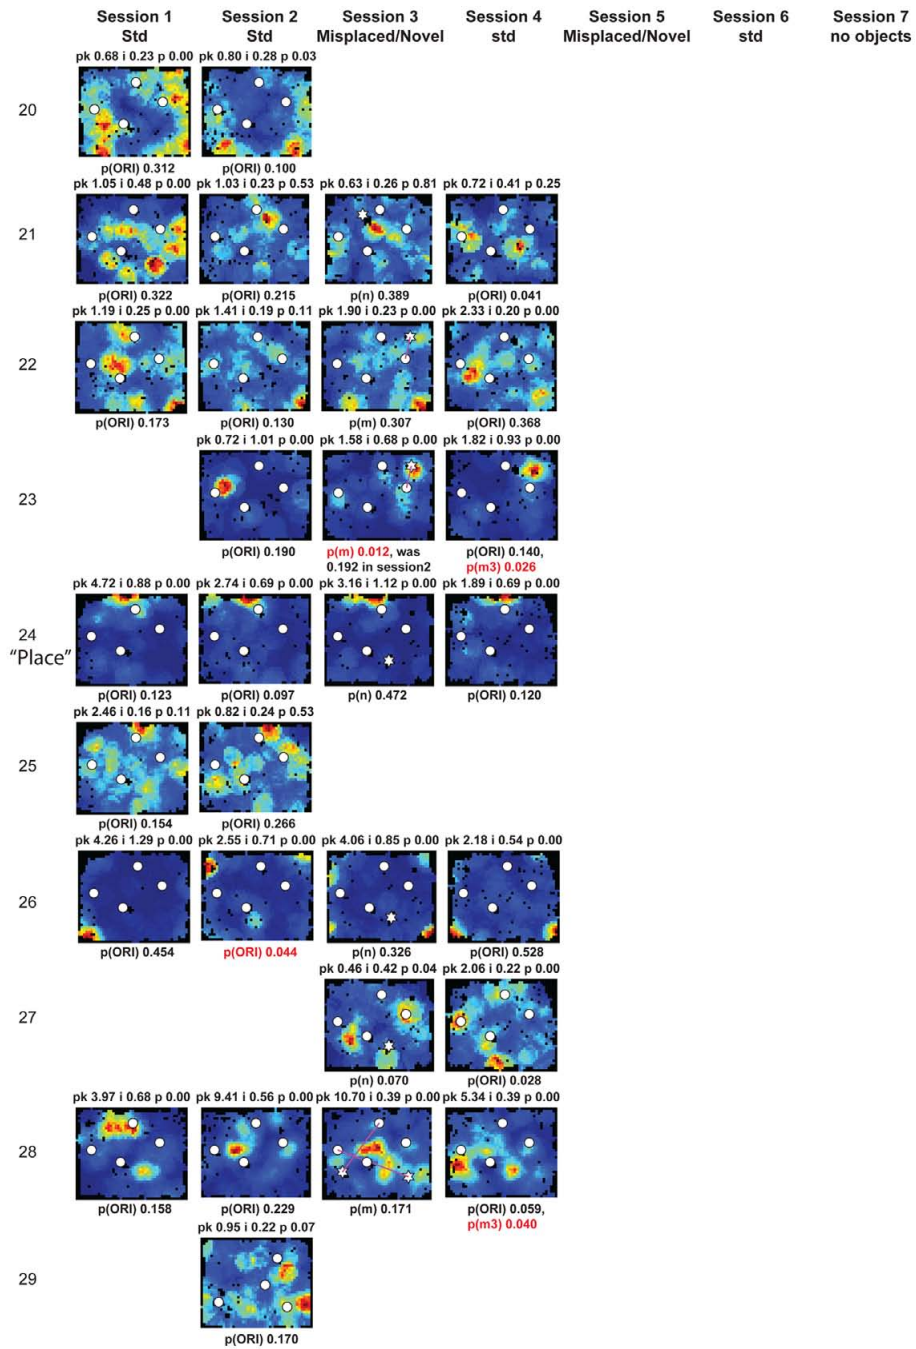 Session 1 Session 2 Session 3 Session 4 Session 5 Session 6 Session 7
Std Std Misplaced/Novel std Misplaced/Novel std no objects
pk 0.68 i 0.23 p 0.00 pk 0.80 i 0.28 p 0.03
20
p(ORI) 0.312 p(ORI) 0.100
pk 1.05 i 0.48 p 0.00 pk 1.03 i 0.23 p 0.53 pk 0.63 i 0.26 p 0.81 pk 0.72 i 0.41 p 0.25
21
p(ORI) 0.322 p(ORI) 0.215 p(n) 0.389 p(ORI) 0.041
pk 1.19 i 0.25 p 0.00 pk 1.41 i 0.19 p 0.11 pk 1.90 i 0.23 p 0.00 pk 2.33 i 0.20 p 0.00
22
p(ORI) 0.173 p(ORI) 0.130 p(m) 0.307 p(ORI) 0.368
pk 0.72 i 1.01 p 0.00 pk 1.58 i 0.68 p 0.00 pk 1.82 i 0.93 p 0.00
23
p(ORI) 0.190 p(m) 0.012, was p(ORI) 0.140,
0.192 in session2 p(m3) 0.026
pk 4.72 i 0.88 p 0.00 pk 2.74 i 0.69 p 0.00 pk 3.16 i 1.12 p 0.00 pk 1.89 i 0.69 p 0.00
24
"Place"
p(ORI) 0.123 p(ORI) 0.097 p(n) 0.472 p(ORI) 0.120
pk 2.46 i 0.16 p 0.11 pk 0.82 i 0.24 p 0.53
25
p(ORI) 0.154 p(ORI) 0.266
pk 4.26 i 1.29 p 0.00 pk 2.55 i 0.71 p 0.00 pk 4.06 i 0.85 p 0.00 pk 2.18 i 0.54 p 0.00
26
p(ORI) 0.454 p(ORI) 0.044 p(n) 0.326 p(ORI) 0.528
pk 0.46 i 0.42 p 0.04 pk 2.06 i 0.22 p 0.00
27
p(n) 0.070 p(ORI) 0.028
pk 3.97 i 0.68 p 0.00 pk 9.41 i 0.56 p 0.00 pk 10.70 i 0.39 p 0.00 pk 5.34 i 0.39 p 0.00
28
p(ORI) 0.158 p(ORI) 0.229 p(m) 0.171 p(ORI) 0.059,
p(m3) 0.040
pk 0.95 i 0.22 p 0.07
29
p(ORI) 0.170